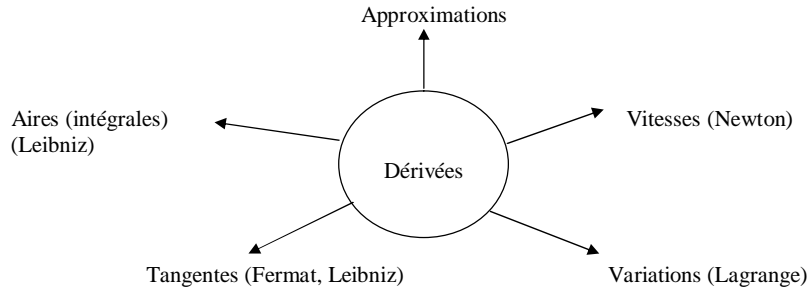 Approximations
Aires (intégrales)
(Leibniz)
Vitesses (Newton)
Dérivées
Tangentes (Fermat, Leibniz)
Variations (Lagrange)